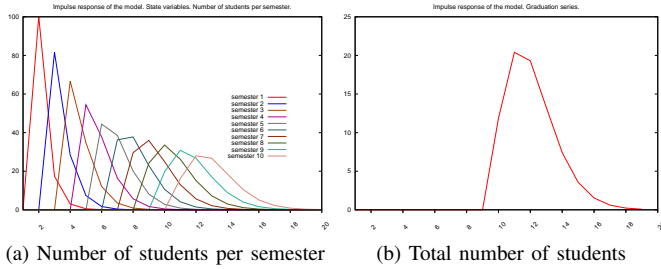 Impulse response of the model. State variables. Number of students per semester.
100
80
60
40
20
0
semester 1
semester 2
semester 3
semester 4
semester 5
semester 6
semester 7
semester 8
semester 9
semester 10
2 4 6 8 10 12 14 16 18 20
(a) Number of students per semester
Impulse response of the model. Graduation series.
25
20
15
10
5
0
2 4 6 8 10 12 14 16 18 20
(b) Total number of students